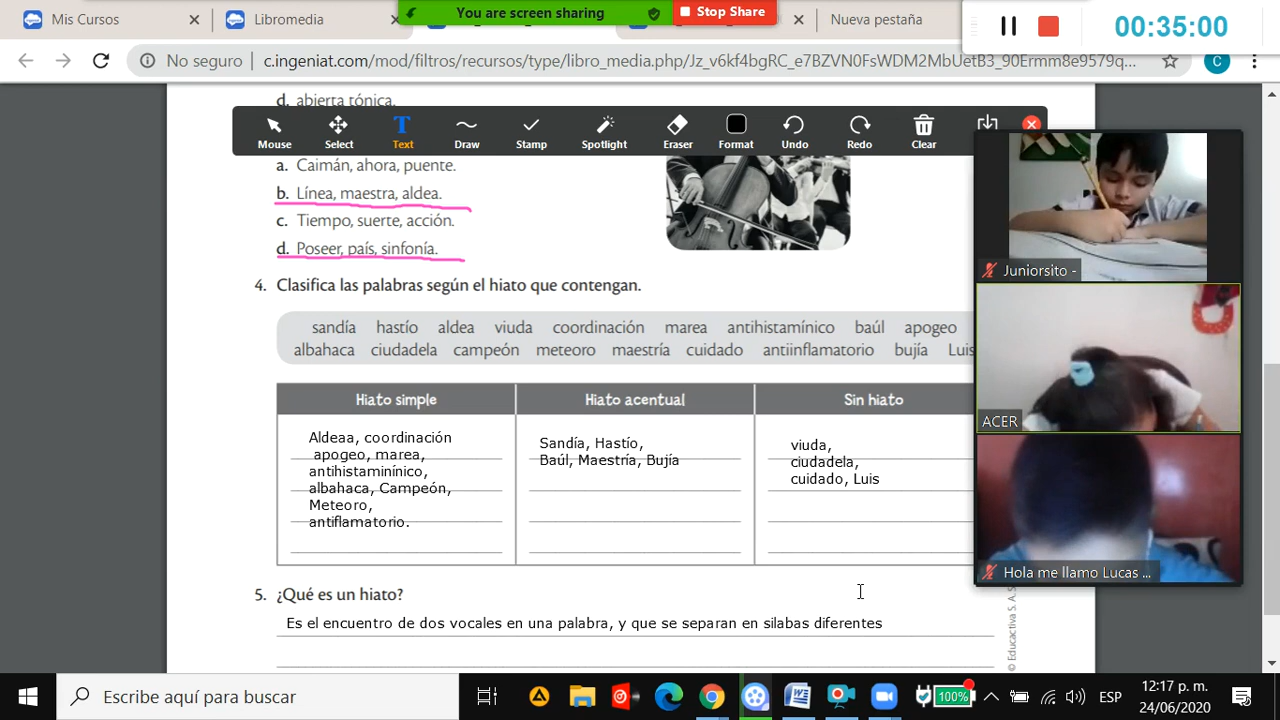 Mis Cursos
Libromedia
You are screen sharing
Stop Share
Nueva pestaña
00:35:00
No seguro
c.ingeniat.com/mod/filtros/recursos/type/libro_media.php/Jz_v6kf4bgRC_e7BZVN0FsWDM2MbUetB3_90Ermm8e9579q...
C
d. abierta tónica.
Mouse
Select
Text
Draw
Stamp
Spotlight
Eraser
Format
Undo
Redo
Clear
a. Caimán, ahora, puente.
b. Línea, maestra, aldea.
c. Tiempo, suerte, acción.
d. Poseer, país, sinfonía.
Juniorsito -
ACER
Hola me llamo Lucas ...
4. Clasifica las palabras según el hiato que contengan.
sandía hastío aldea viuda coordinación marea antihistamínico baúl apogeo
albahaca ciudadela campeón meteoro maestría cuidado antiinflamatorio bujía Luis
Hiato simple
Aldeaa, coordinación
apogeo, marea,
antihistaminínico,
albahaca, Campeón,
Meteoro,
antiflamatorio.
Hiato acentual
Sandía, Hastío,
Baúl, Maestría, Bujía
Sin hiato
viuda,
ciudadela,
cuidado, Luis
5. ¿Qué es un hiato?
Es el encuentro de dos vocales en una palabra, y que se separan en silabas diferentes
© Educactiva S. A. S.
Escribe aquí para buscar
100%
ESP
12:17 p. m.
24/06/2020